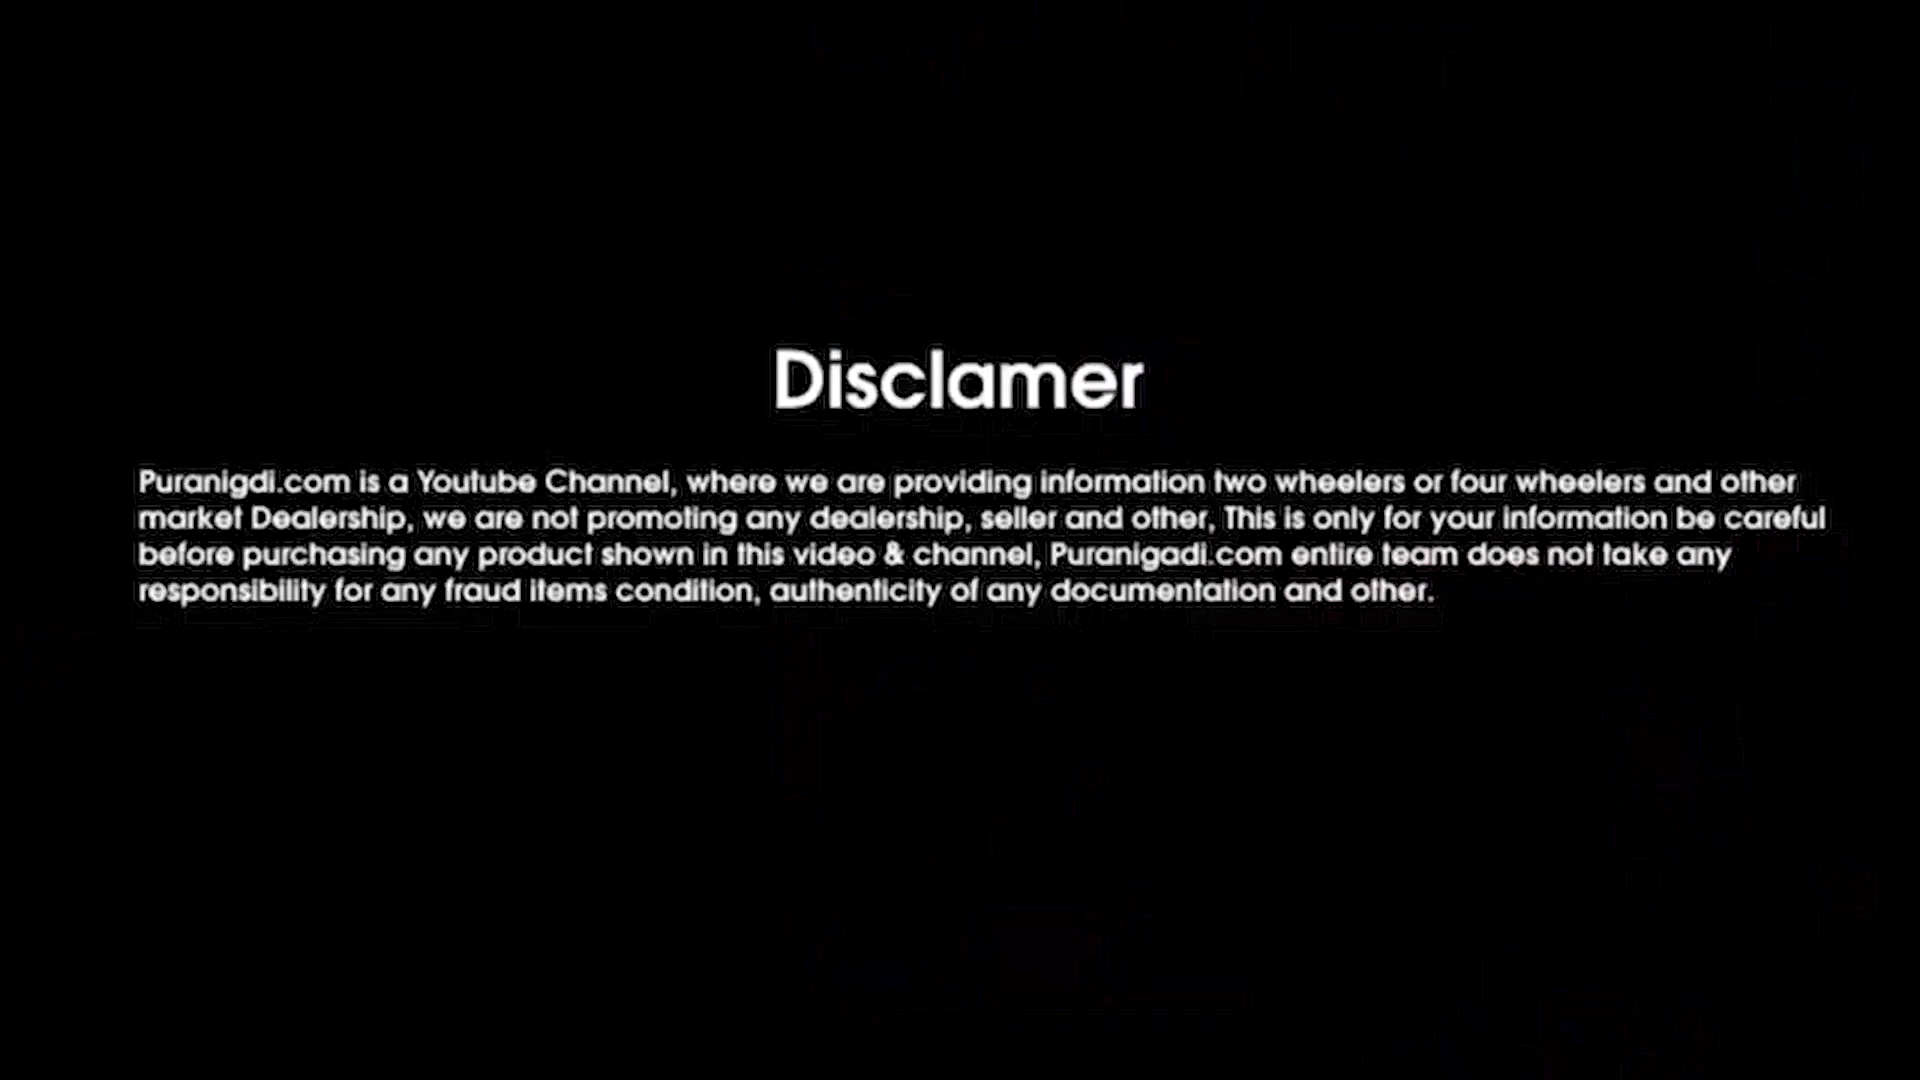 Disclamer
Puranigdi.com is a Youtube Channel, where we are providing information two wheelers or four wheelers and other
market Dealership, we are not promoting any dealership, seller and other, This is only for your information be careful
before purchasing any product shown in this video & channel, Puranigadi.com entire team does not take any
responsibility for any fraud items condition, authenticity of any documentation and other.